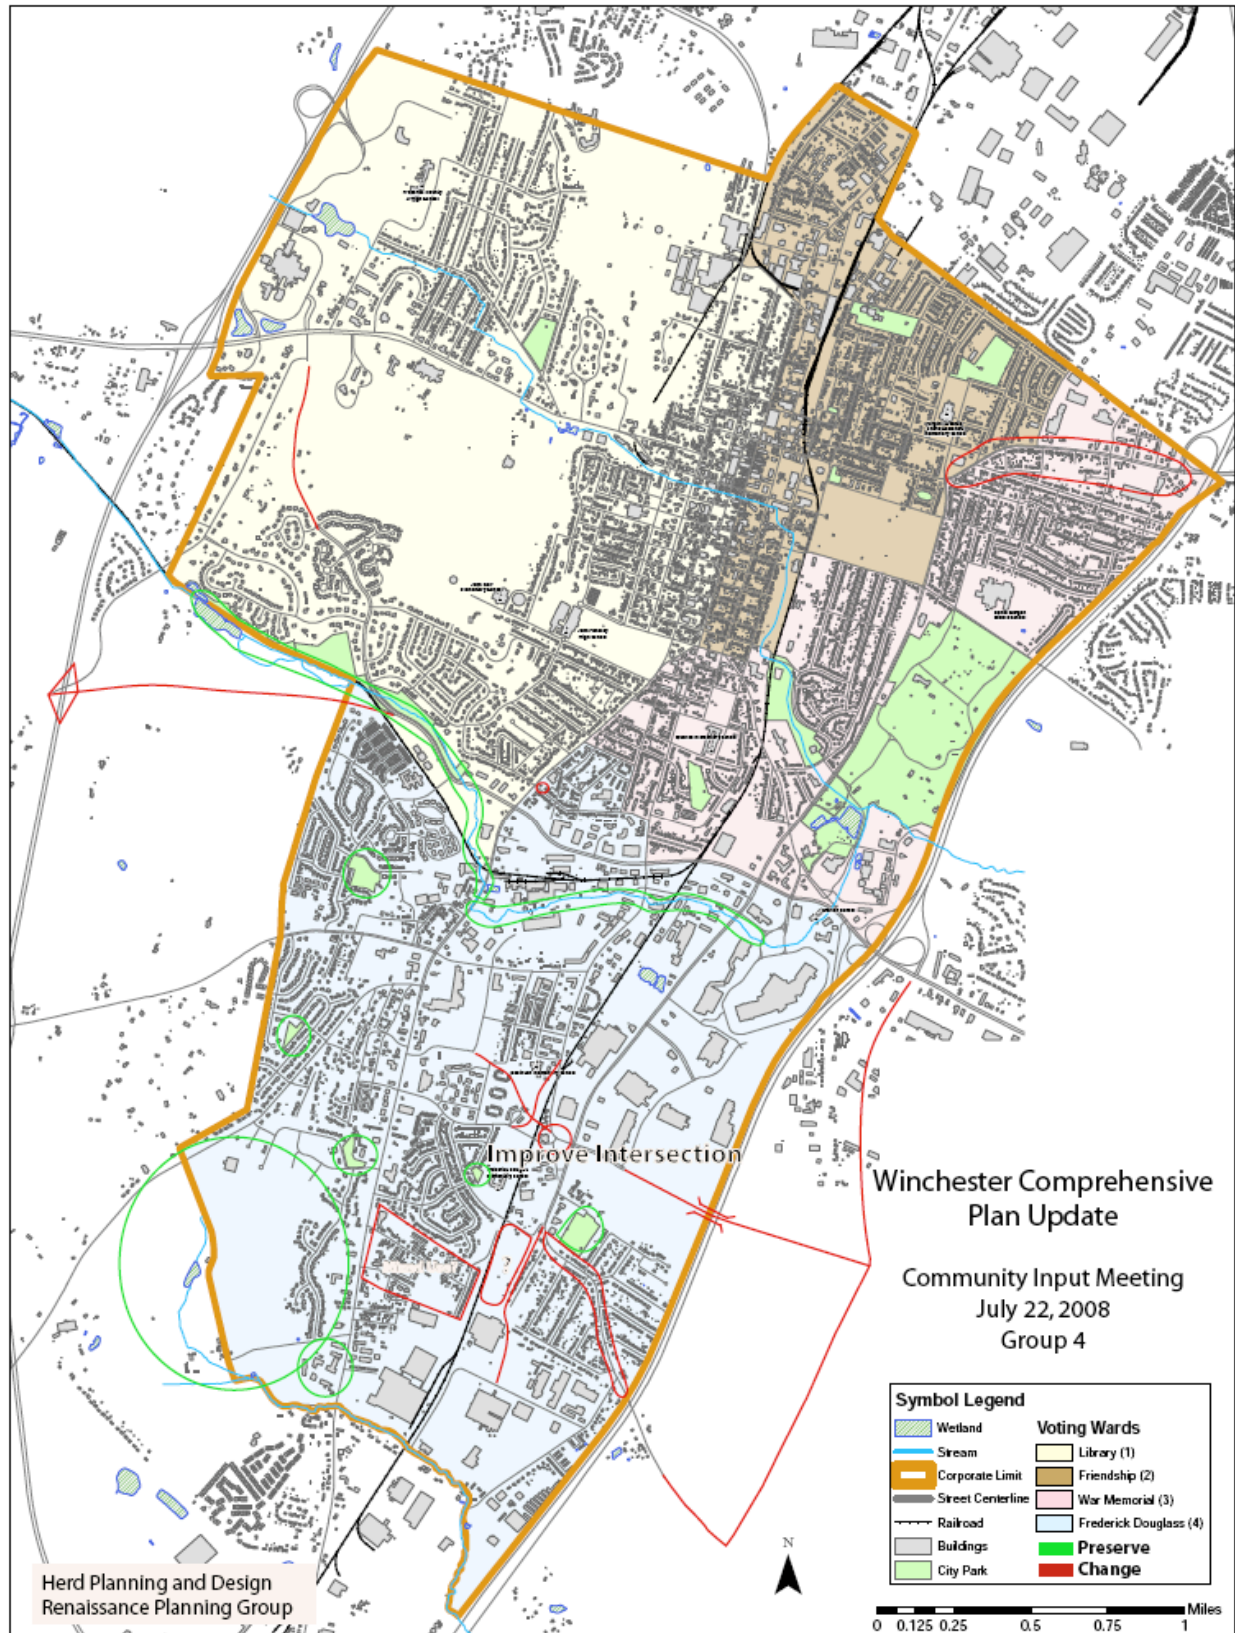 Improve Intersection
Winchester Comprehensive
Plan Update
Community Input Meeting
July 22, 2008
Group 4
Symbol Legend
Wetland
Stream
Corporate Limit
Street Centerline
Railroad
Buildings
City Park
Voting Wards
Library (1)
Friendship (2)
War Memorial (3)
Frederick Douglass (4)
Preserve
Change
N
Miles
0 0.125 0.25 0.5 0.75 1
Herd Planning and Design
Renaissance Planning Group